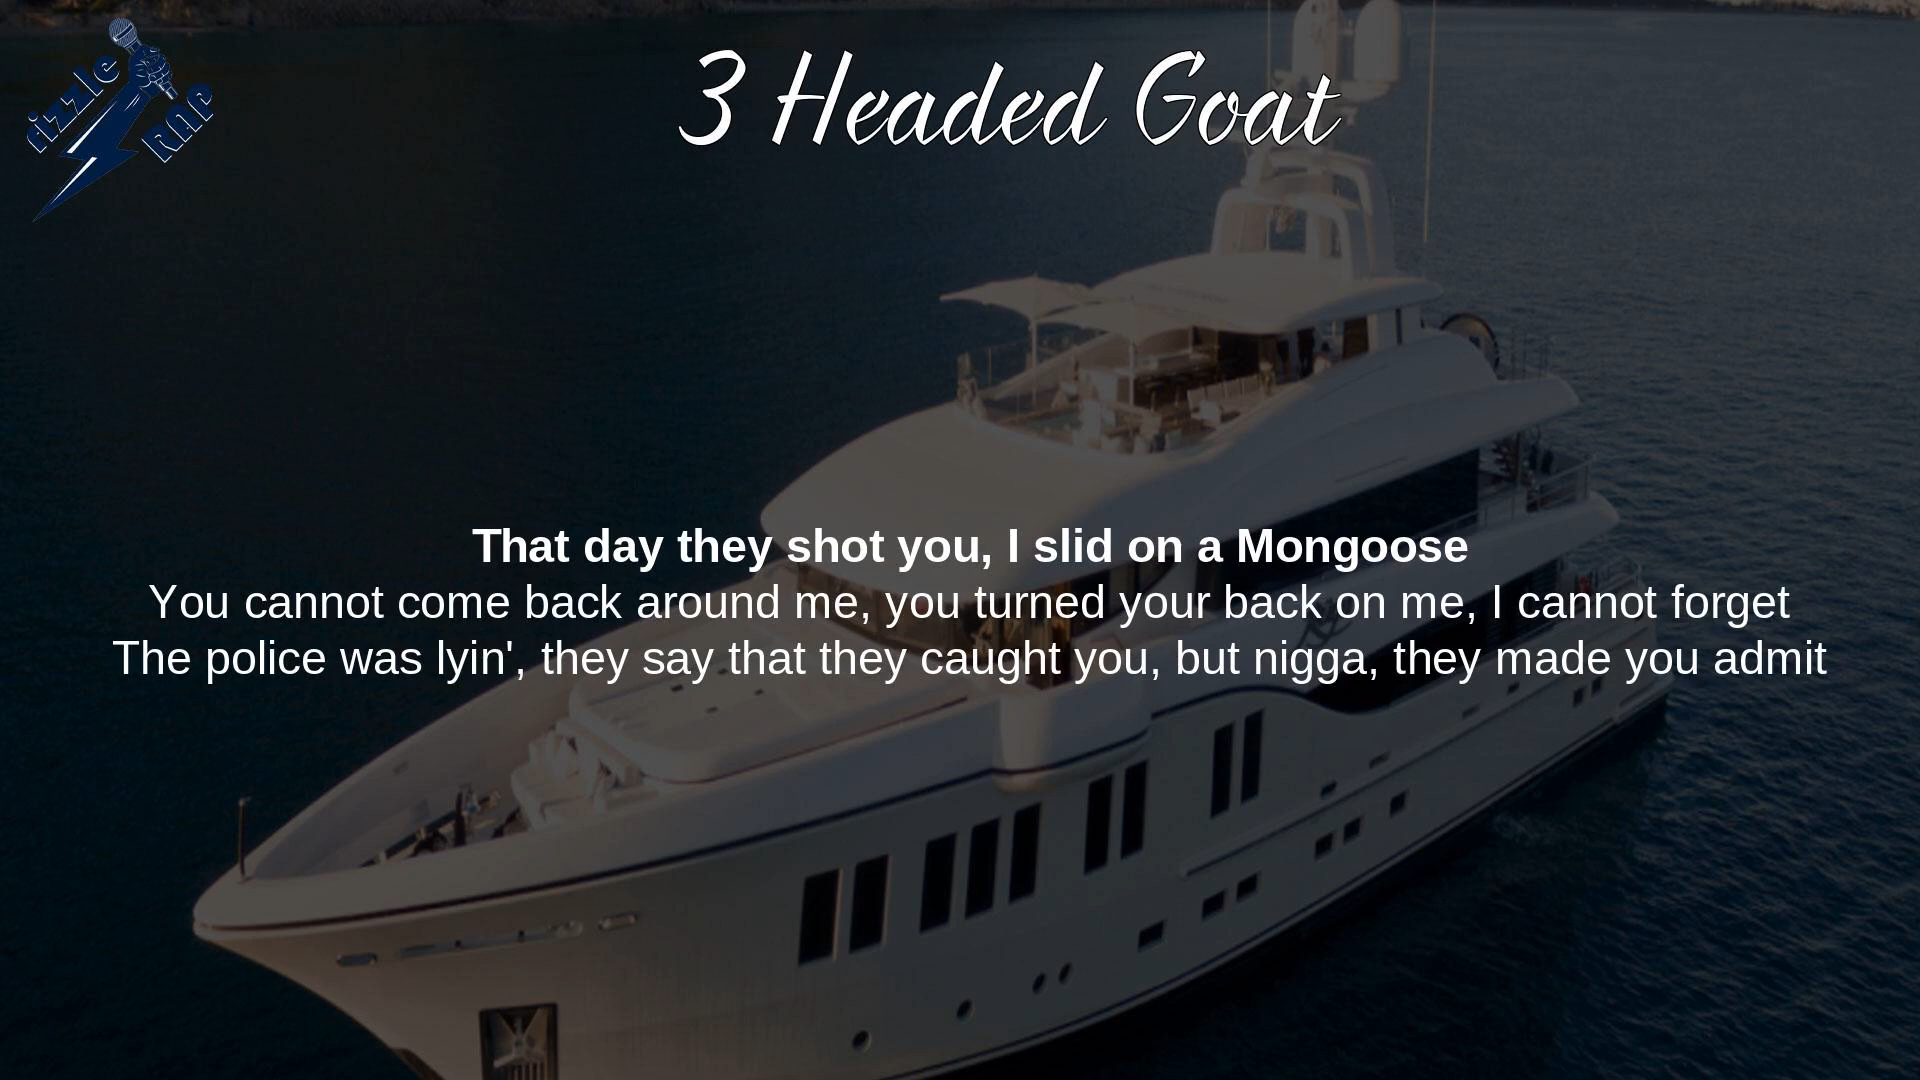 rizzle
RAP
3 Headed Goat
That day they shot you, I slid on a Mongoose
You cannot come back around me, you turned your back on me, I cannot forget
The police was lyin', they say that they caught you, but nigga, they made you admit